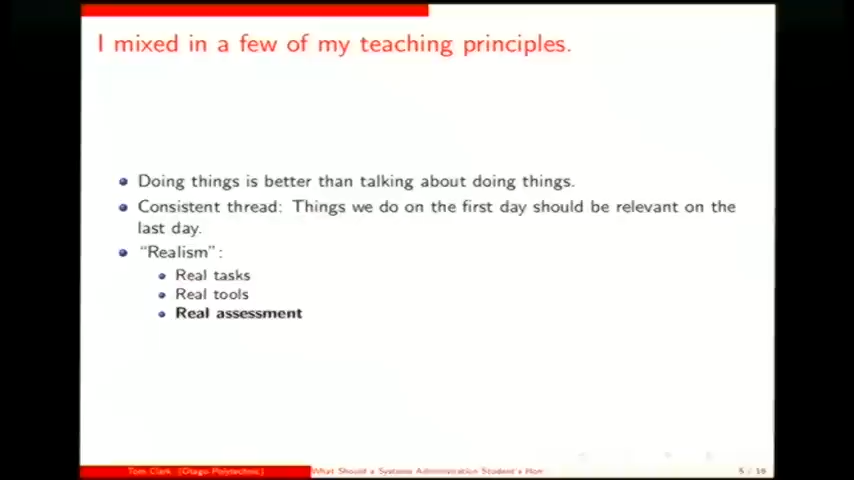 I mixed in a few of my teaching principles.
Doing things is better than talking about doing things.
Consistent thread: Things we do on the first day should be relevant on the
last day.
"Realism":
Real tasks
Real tools
Real assessment
Tom Clark (Otago Polytechnic)
What Should a Systems Administration Student's Hom
5 / 19